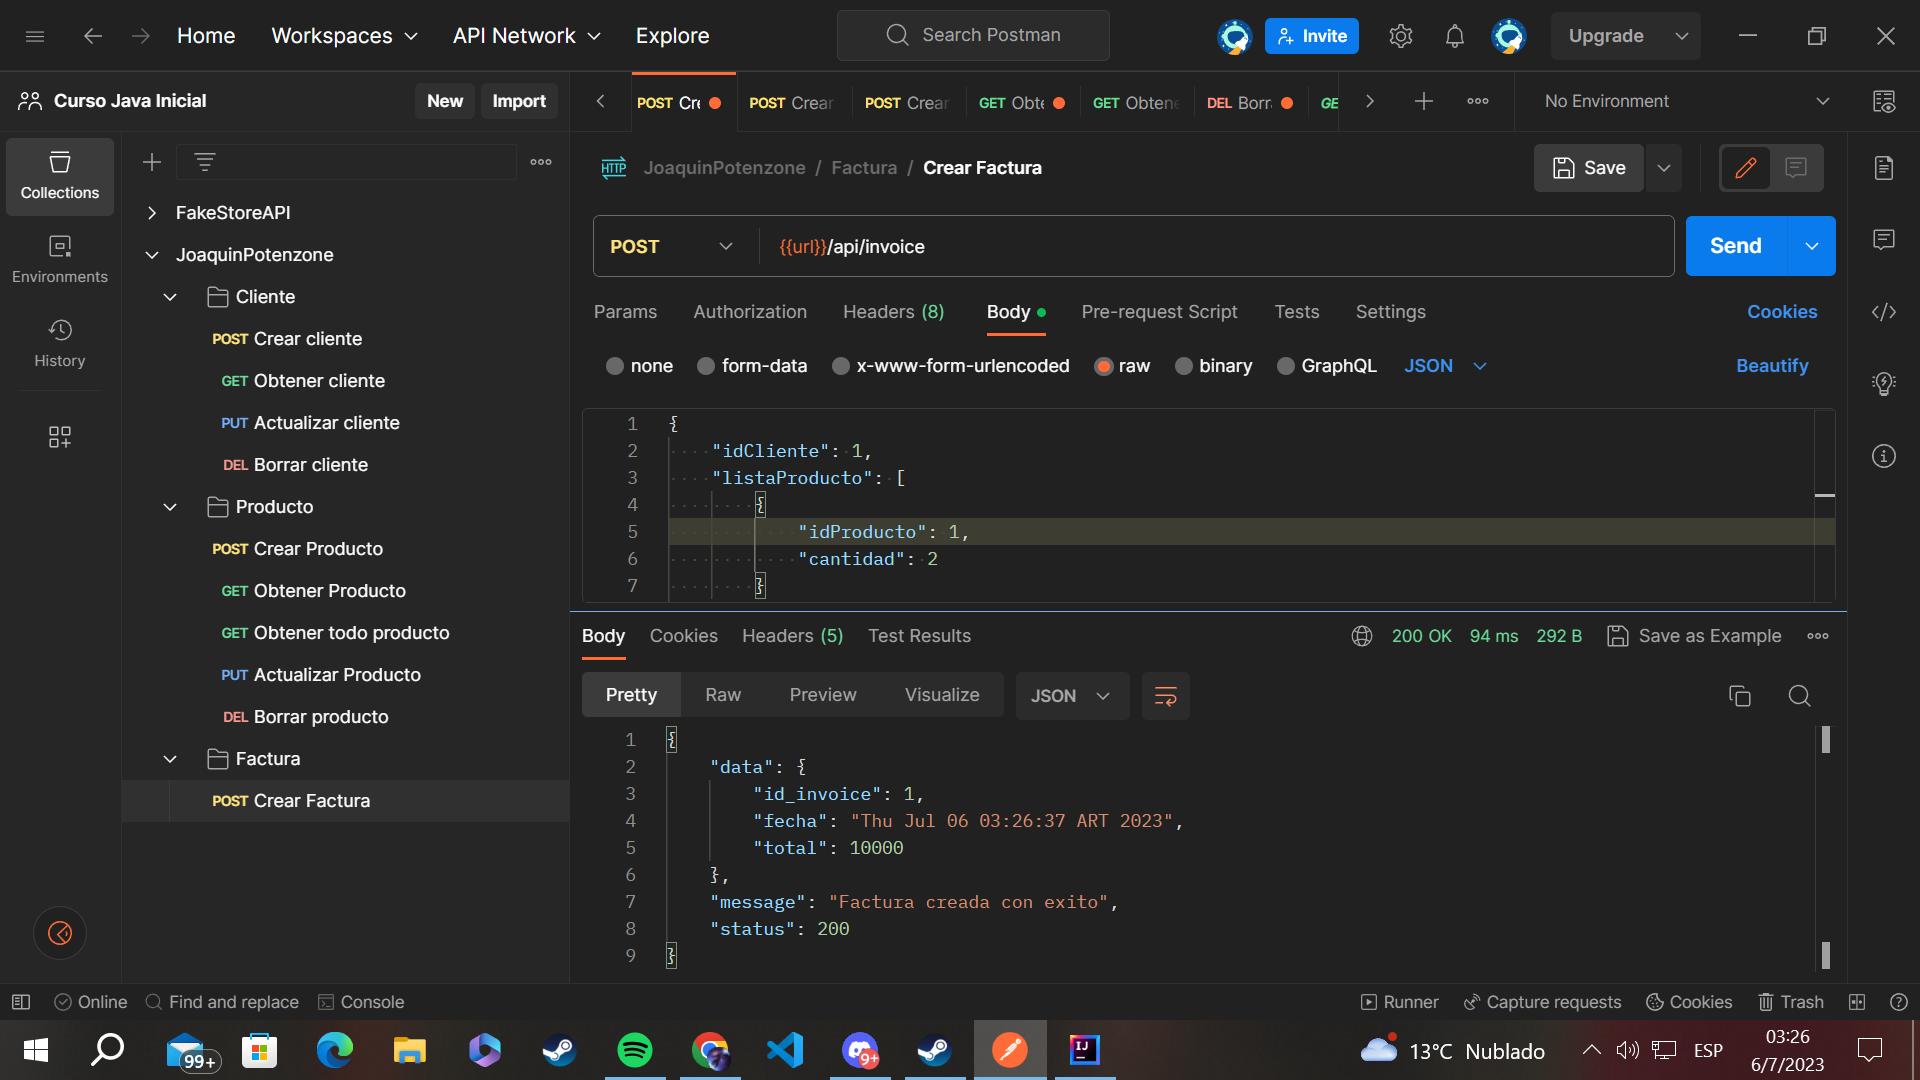 Home
Workspaces
API Network
Explore
Search Postman
Invite
Upgrade
Curso Java Inicial
New
Import
POST Cre
POST Crear
POST Crear
GET Obte
GET Obtene
DEL Borra
GE
No Environment
Collections
Environments
History
FakeStoreAPI
JoaquinPotenzone
Cliente
POST Crear cliente
GET Obtener cliente
PUT Actualizar cliente
DEL Borrar cliente
Producto
POST Crear Producto
GET Obtener Producto
GET Obtener todo producto
PUT Actualizar Producto
DEL Borrar producto
Factura
POST Crear Factura
HTTP JoaquinPotenzone / Factura / Crear Factura
Save
POST
{{url}}/api/invoice
Send
Params
Authorization
Headers (8)
Body
Pre-request Script
Tests
Settings
Cookies
none
form-data
x-www-form-urlencoded
raw
binary
GraphQL
JSON
Beautify
1 {
2 "idCliente": 1,
3 "listaProducto": [
4 {
5 "idProducto": 1,
6 "cantidad": 2
7 }
Body
Cookies
Headers (5)
Test Results
200 OK
94 ms
292 B
Save as Example
Pretty
Raw
Preview
Visualize
JSON
1 {
2 "data": {
3 "id_invoice": 1,
4 "fecha": "Thu Jul 06 03:26:37 ART 2023",
5 "total": 10000
6 },
7 "message": "Factura creada con exito",
8 "status": 200
9 }
Online
Find and replace
Console
Runner
Capture requests
Cookies
Trash
99+
9+
IJ
13°C Nublado
ESP
03:26
6/7/2023